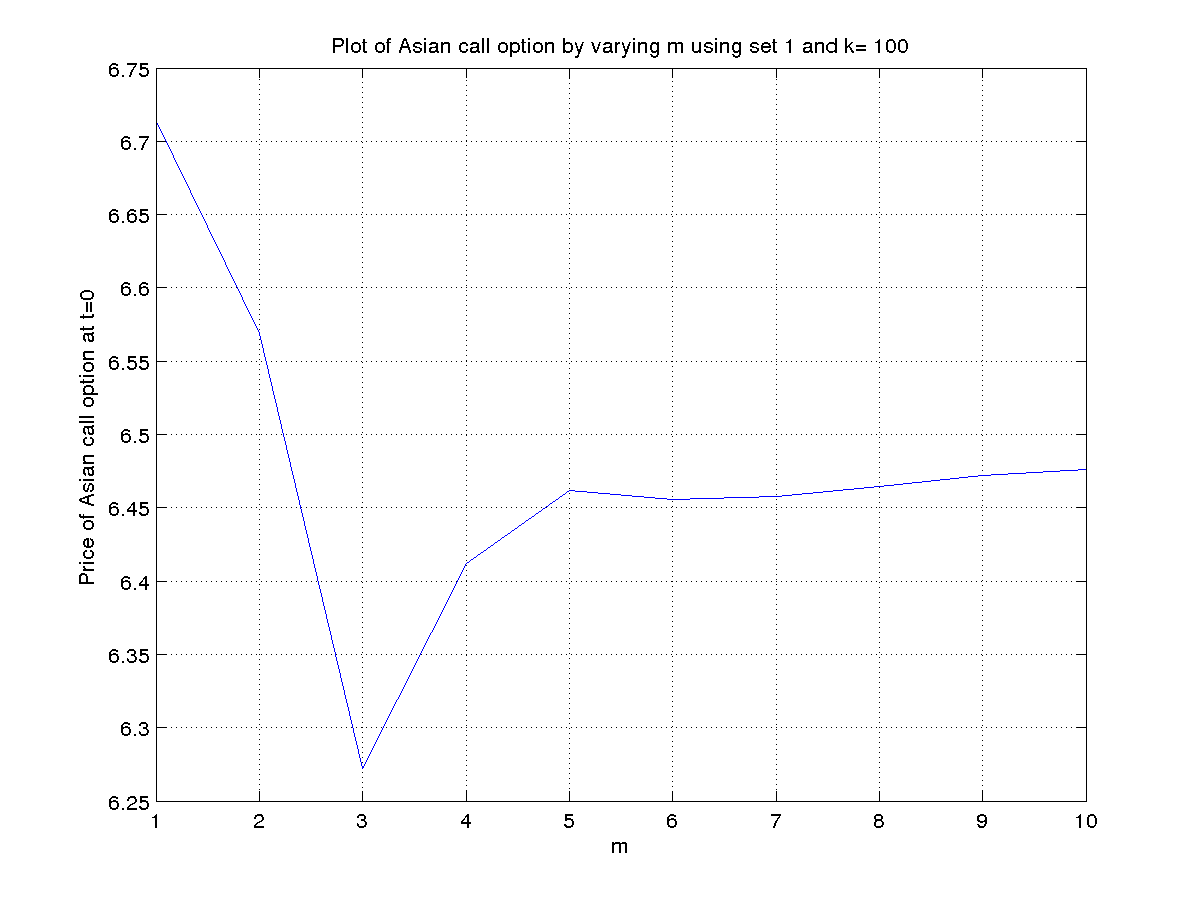 Plot of Asian call option by varying m using set 1 and k= 100
Price of Asian call option at t=0
6.75
6.7
6.65
6.6
6.55
6.5
6.45
6.4
6.35
6.3
6.25
1 2 3 4 5 6 7 8 9 10
m